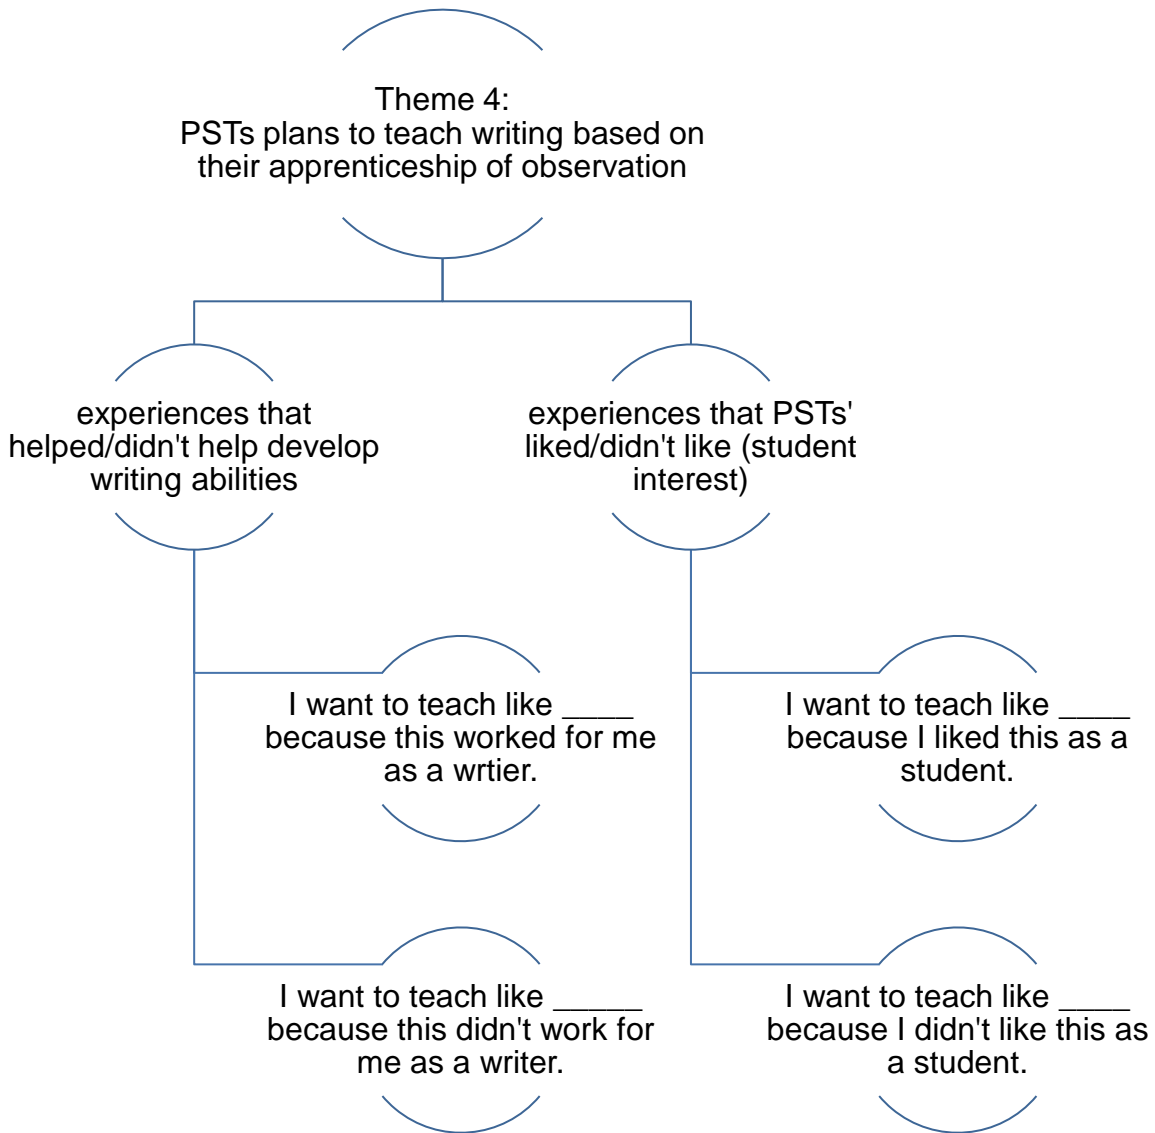 Theme 4:
PSTs plans to teach writing based on
their apprenticeship of observation
experiences that
helped/didn't help develop
writing abilities
I want to teach like ____
because this worked for me
as a wrtier.
I want to teach like _____
because this didn't work for
me as a writer.
experiences that PSTs'
liked/didn't like (student
interest)
I want to teach like ____
because I liked this as a
student.
I want to teach like ____
because I didn't like this as
a student.